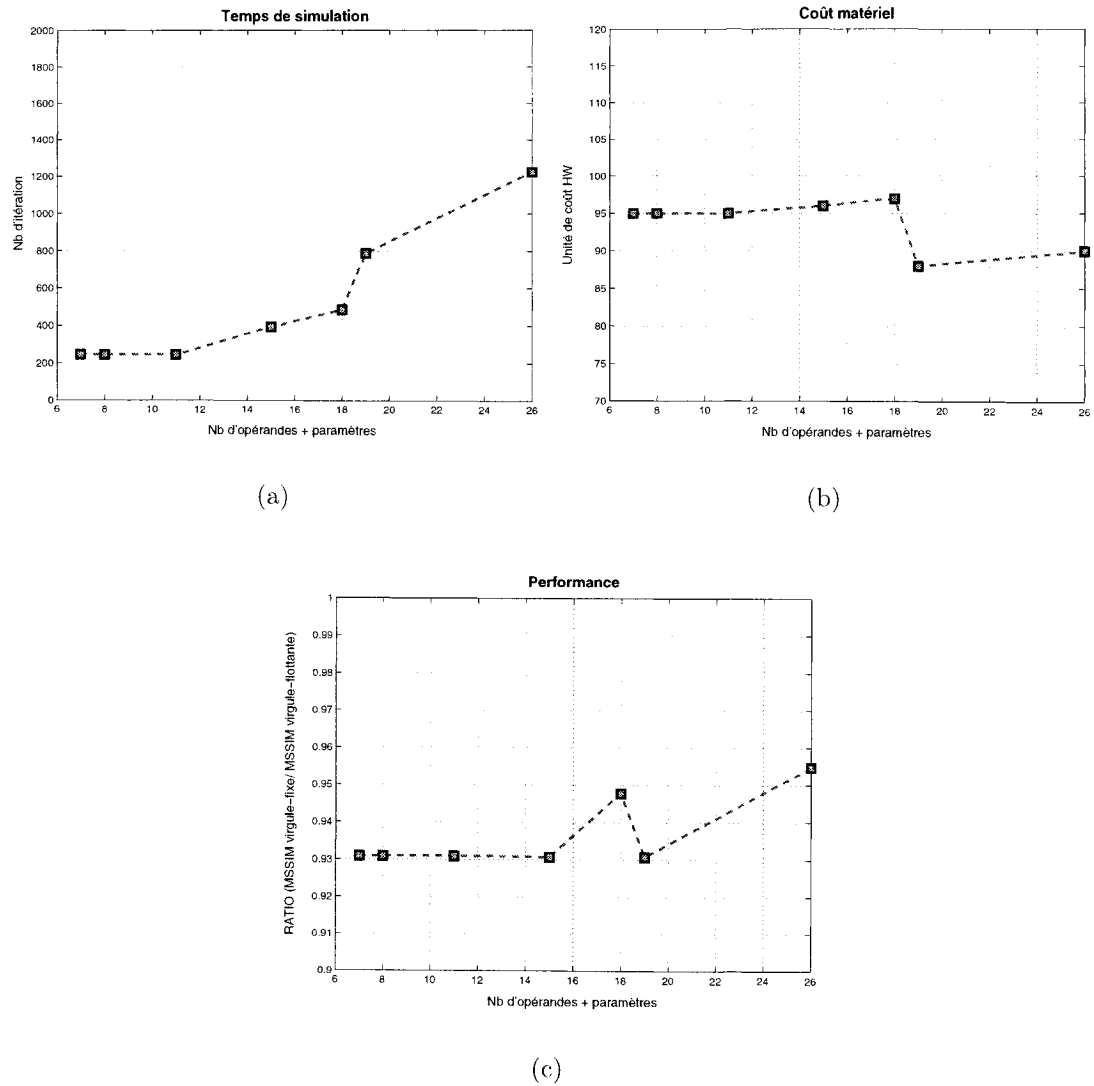 Temps de simulation
2000
1800
1600
1400
1200
1000
800
600
400
200
0
Nb d'itération
6 8 10 12 14 16 18 20 22 24 26
Nb d'opérandes + paramètres
(a)
Coût matériel
120
115
110
105
100
95
90
85
80
75
70
Unité de coût HW
6 8 10 12 14 16 18 20 22 24 26
Nb d'opérandes + paramètres
(b)
Performance
1
0.99
0.98
0.97
0.96
0.95
0.94
0.93
0.92
0.91
0.9
RATIO (MSSIM virgule-fixe/ MSSIM virgule-flottante)
6 8 10 12 14 16 18 20 22 24 26
Nb d'opérandes + paramètres
(c)